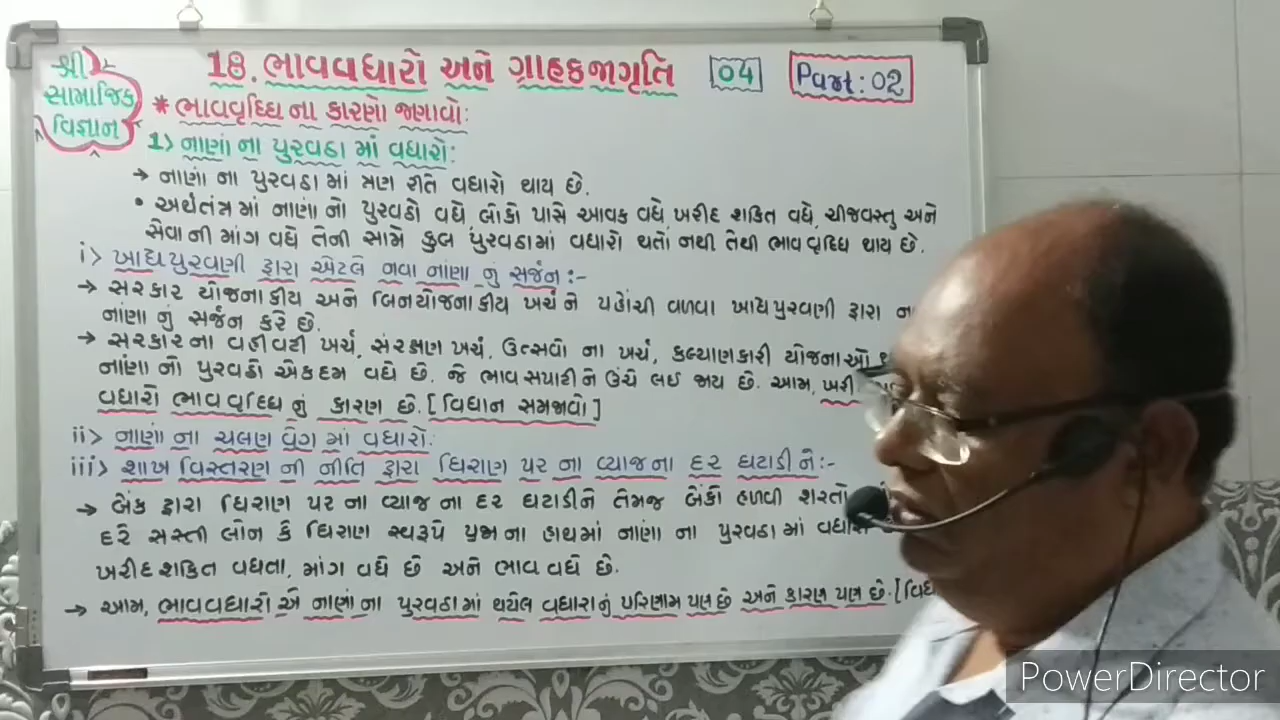 શ્રી
સામાજિક
વિજ્ઞાન
18. ભાવવધારો અને ગ્રાહકજાગૃતિ 04 Part: 02
* ભાવવૃદ્ધિ ના કારણો જણાવો:
1> નાણાં ના પુરવઠા માં વધારો:
→ નાણાં ના પુરવઠા માં ત્રણ રીતે વધારો થાય છે.
• અર્થતંત્ર માં નાણાં નો પુરવઠો વધે, લોકો પાસે આવક વધે, ખરીદ શક્તિ વધે, ચીજવસ્તુ અને
સેવા ની માંગ વધે તેની સામે કુલ પુરવઠામાં વધારો થતો નથી તેથી ભાવ વૃદ્ધિ થાય છે.
i> ખાધપુરવણી દ્વારા એટલે નવા નાંણા નું સર્જન :-
→ સરકાર યોજનાકીય અને બિનયોજનાકીય ખર્ચ ને પહોંચી વળવા ખાધપુરવણી દ્વારા
નાંણા નું સર્જન કરે છે.
→ સરકાર ના વહીવટી ખર્ચ, સંરક્ષણ ખર્ચ, ઉત્સવો ના ખર્ચ, કલ્યાણકારી યોજનાઓ
નાંણાં નો પુરવઠો એકદમ વધે છે. જે ભાવ સપાટી ને ઉંચે લઈ જાય છે. આમ,
વધારો ભાવવૃદ્ધિ નું કારણ છે. [વિધાન સમજાવો]
ii> નાણાં ના ચલણ વેગ માં વધારો.
iii> શાખ વિસ્તરણ ની નીતિ દ્વારા ધિરાણ પર ના વ્યાજ ના દર ઘટાડી ને:-
→ બેંક દ્વારા ધિરાણ પર ના વ્યાજ ના દર ઘટાડીને તેમજ બેંકો હળવી શરતો
દરે સસ્તી લોન કે ધિરાણ સ્વરૂપે પ્રજા ના હાથમાં નાંણા ના પુરવઠા માં
ખરીદશક્તિ વધતા, માંગ વધે છે અને ભાવ વધે છે.
→ આમ, ભાવવધારો એ નાણાં ના પુરવઠામાં થયેલ વધારાનું પરિણામ પણ છે અને કારણ પણ છે.
PowerDirector